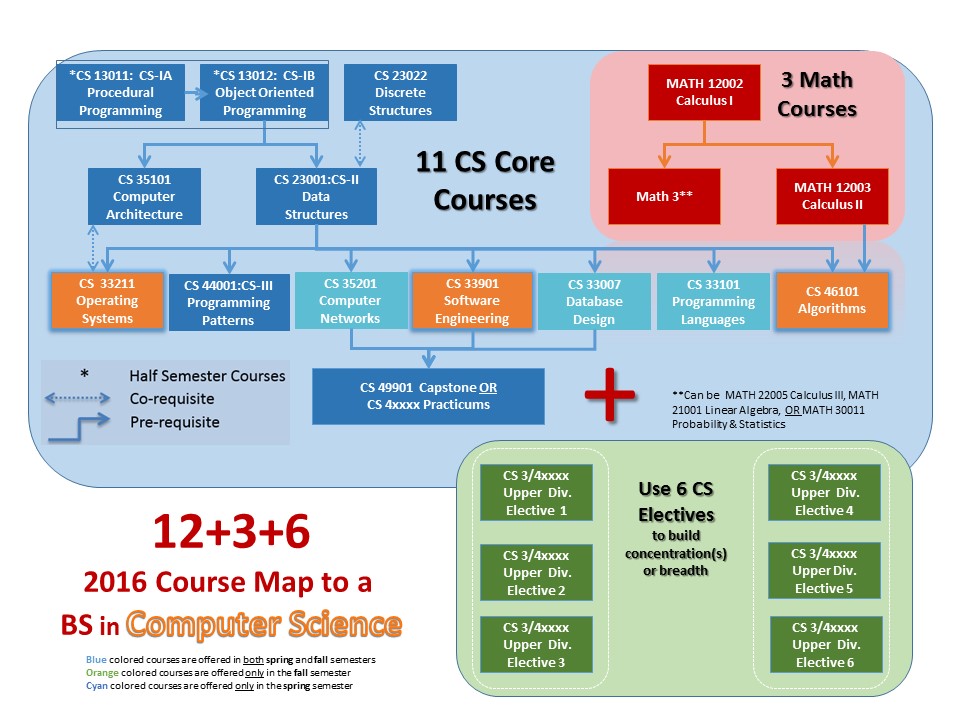 *CS 13011: CS-IA
Procedural
Programming
*CS 13012: CS-IB
Object Oriented
Programming
CS 23022
Discrete
Structures
MATH 12002
Calculus I
3 Math
Courses
11 CS Core
Courses
CS 35101
Computer
Architecture
CS 23001:CS-II
Data
Structures
Math 3**
MATH 12003
Calculus II
CS 33211
Operating
Systems
CS 44001:CS-III
Programming
Patterns
CS 35201
Computer
Networks
CS 33901
Software
Engineering
CS 33007
Database
Design
CS 33101
Programming
Languages
CS 46101
Algorithms
* Half Semester Courses
Co-requisite
Pre-requisite
CS 49901 Capstone OR
CS 4xxxx Practicums
+
**Can be MATH 22005 Calculus III, MATH
21001 Linear Algebra, OR MATH 30011
Probability & Statistics
CS 3/4xxxx
Upper Div.
Elective 1
CS 3/4xxxx
Upper Div.
Elective 2
CS 3/4xxxx
Upper Div.
Elective 3
Use 6 CS
Electives
to build
concentration(s)
or breadth
CS 3/4xxxx
Upper Div.
Elective 4
CS 3/4xxxx
Upper Div.
Elective 5
CS 3/4xxxx
Upper Div.
Elective 6
12+3+6
2016 Course Map to a
BS in Computer Science
Blue colored courses are offered in both spring and fall semesters
Orange colored courses are offered only in the fall semester
Cyan colored courses are offered only in the spring semester